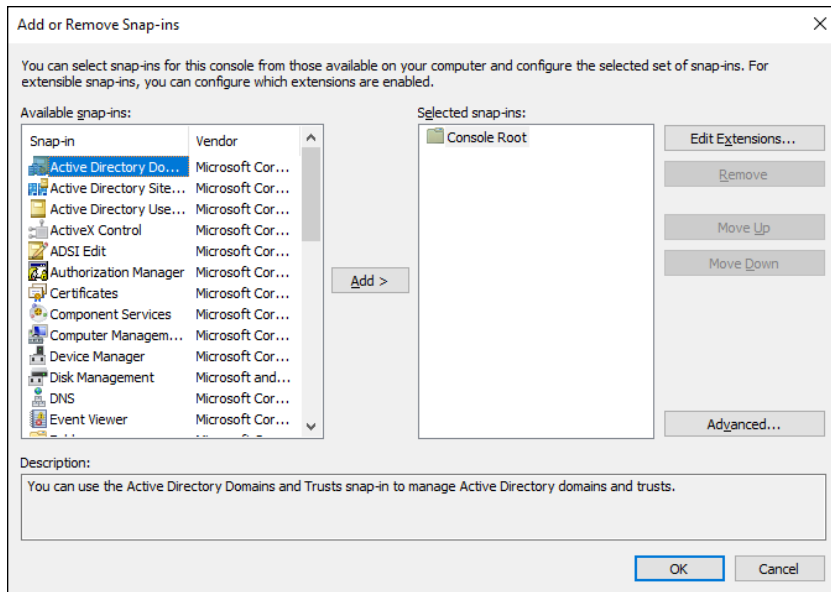 Add or Remove Snap-ins
You can select snap-ins for this console from those available on your computer and configure the selected set of snap-ins. For
extensible snap-ins, you can configure which extensions are enabled.
Available snap-ins:
Snap-in Vendor
Active Directory Do... Microsoft Cor...
Active Directory Site... Microsoft Cor...
Active Directory Use... Microsoft Cor...
ActiveX Control Microsoft Cor...
ADSI Edit Microsoft Cor...
Authorization Manager Microsoft Cor...
Certificates Microsoft Cor...
Component Services Microsoft Cor...
Computer Managem... Microsoft Cor...
Device Manager Microsoft Cor...
Disk Management Microsoft and...
DNS Microsoft Cor...
Event Viewer Microsoft Cor...
Add >
Selected snap-ins:
Console Root
Edit Extensions...
Remove
Move Up
Move Down
Advanced...
Description:
You can use the Active Directory Domains and Trusts snap-in to manage Active Directory domains and trusts.
OK
Cancel